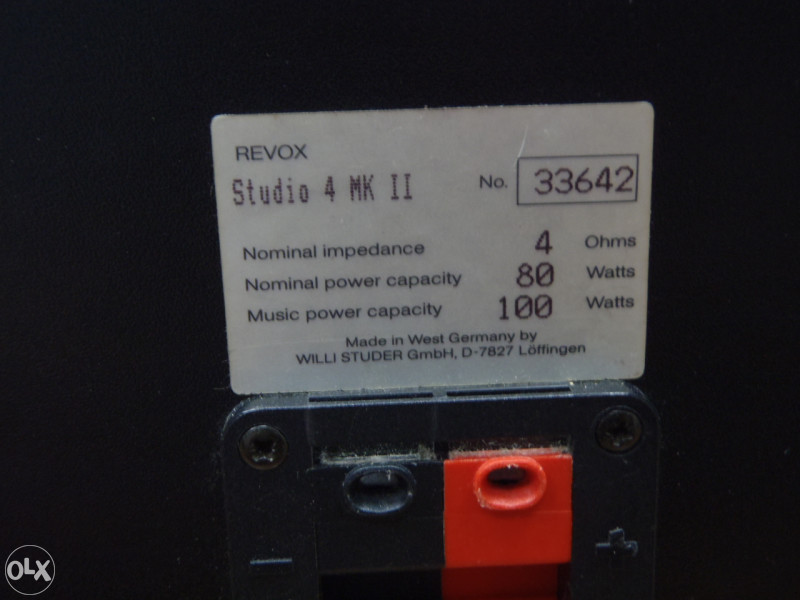 REVOX
Studio 4 MK II No. 33642
Nominal impedance 4 Ohms
Nominal power capacity 80 Watts
Music power capacity 100 Watts
Made in West Germany by
WILLI STUDER GmbH, D-7827 Löffingen
− +
OLX